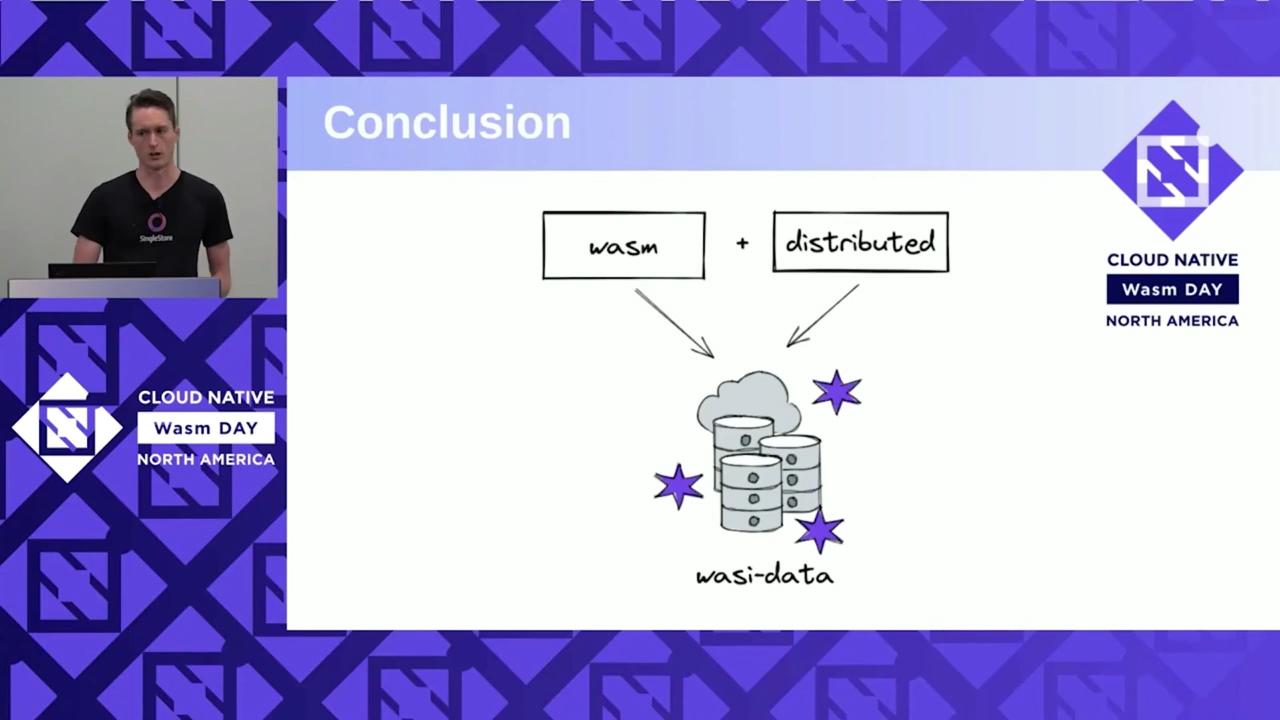 Conclusion
wasm + distributed
wasi-data
SingleStore
CLOUD NATIVE
Wasm DAY
NORTH AMERICA
CLOUD NATIVE
Wasm DAY
NORTH AMERICA